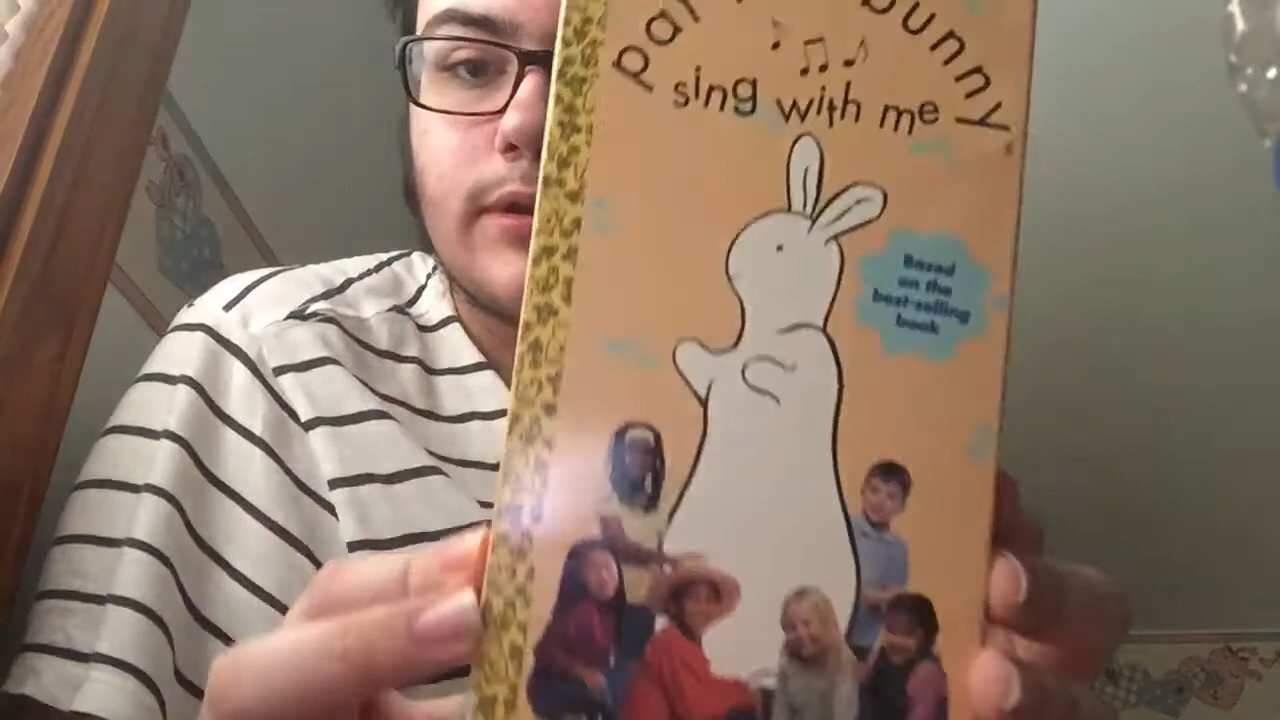 bunny
sing with me
Based
on the
best-selling
book